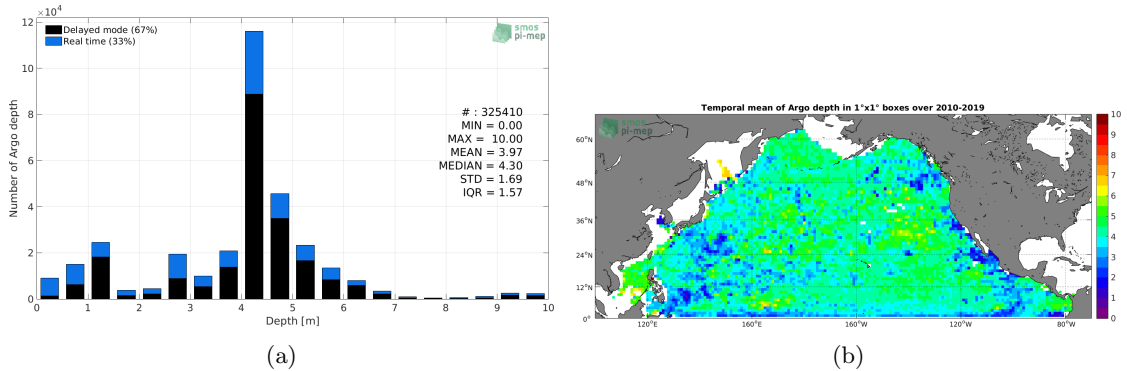 12 ×10⁴
Delayed mode (67%)
Real time (33%)
smos
pi-mep
10
8
6
4
2
0
Number of Argo depth
# : 325410
MIN = 0.00
MAX = 10.00
MEAN = 3.97
MEDIAN = 4.30
STD = 1.69
IQR = 1.57
0 1 2 3 4 5 6 7 8 9 10
Depth [m]
(a)
Temporal mean of Argo depth in 1°x1° boxes over 2010-2019
smos
pi-mep
60°N
48°N
36°N
24°N
12°N
0°
120°E 160°E 160°W 120°W 80°W
10
9
8
7
6
5
4
3
2
1
0
(b)